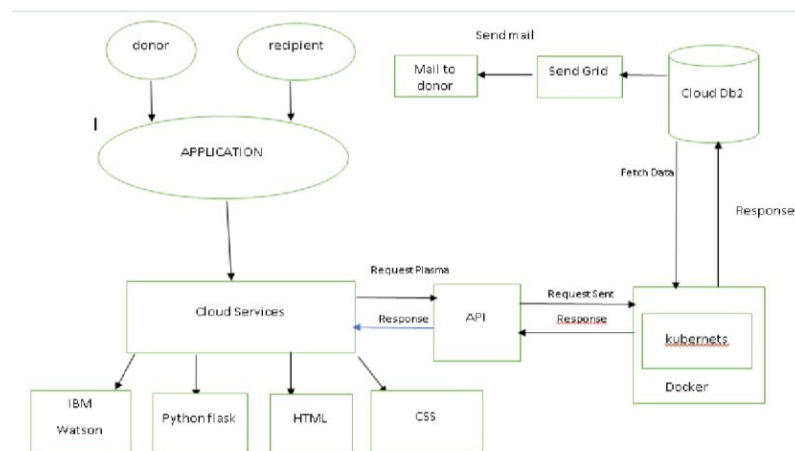 donor
recipient
Send mail
Mail to
donor
Send Grid
Cloud Db2
APPLICATION
Fetch Data
Response
Request Plasma
Cloud Services
Response
API
Request Sent
Response
kubernets
Docker
IBM
Watson
Python flask
HTML
CSS